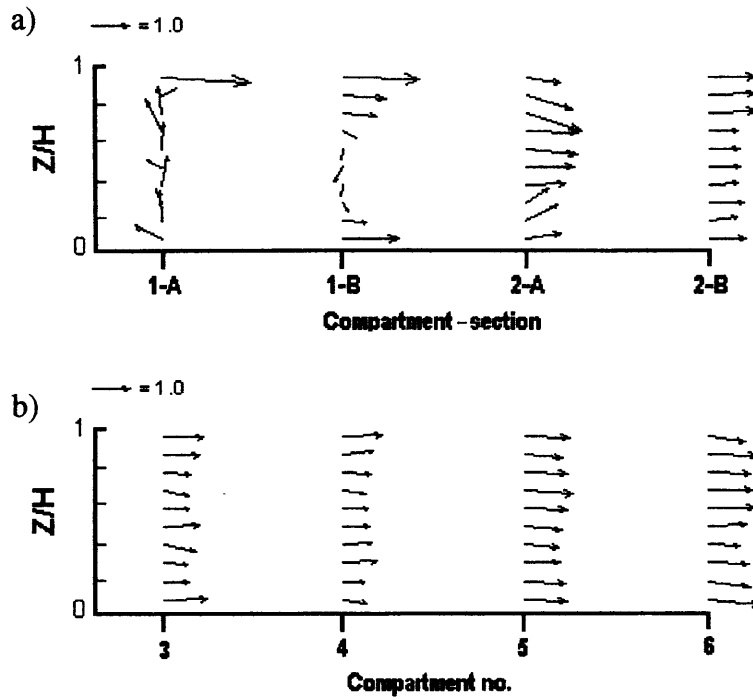 a)
= 1.0
1
Z/H
0
1-A 1-B 2-A 2-B
Compartment-section
b)
= 1.0
1
Z/H
0
3 4 5 6
Compartment no.